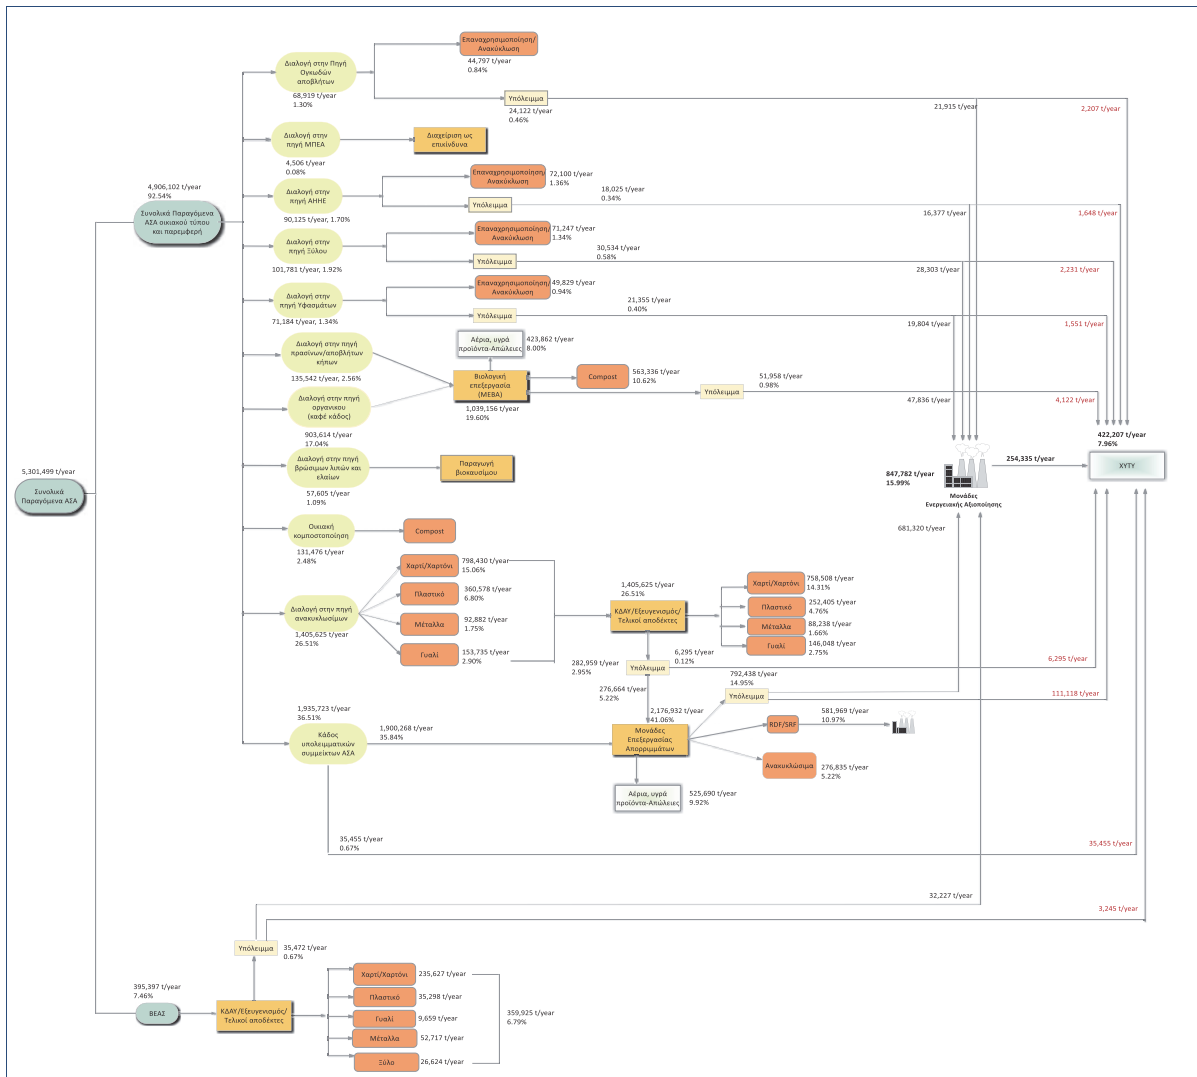 Επαναχρησιμοποίηση/
Ανακύκλωση
44,797 t/year
0.84%
Διαλογή στην Πηγή
Ογκωδών
αποβλήτων
68,919 t/year
1.30%
Υπόλειμμα
24,122 t/year
0.46%
21,915 t/year
2,207 t/year
Διαλογή στην
πηγή ΜΠΕΑ
4,506 t/year
0.08%
Διαχείριση ως
επικίνδυνα
4,906,102 t/year
92.54%
Συνολικά Παραγόμενα
ΑΣΑ οικιακού τύπου
και παρεμφερή
Διαλογή στην
πηγή ΑΗΗΕ
90,125 t/year, 1.70%
Επαναχρησιμοποίηση/
Ανακύκλωση
72,100 t/year
1.36%
Υπόλειμμα
18,025 t/year
0.34%
16,377 t/year
1,648 t/year
Διαλογή στην
πηγή Ξύλου
101,781 t/year, 1.92%
Επαναχρησιμοποίηση/
Ανακύκλωση
71,247 t/year
1.34%
Υπόλειμμα
30,534 t/year
0.58%
28,303 t/year
2,231 t/year
Διαλογή στην
πηγή Υφασμάτων
71,184 t/year, 1.34%
Επαναχρησιμοποίηση/
Ανακύκλωση
49,829 t/year
0.94%
Υπόλειμμα
21,355 t/year
0.40%
19,804 t/year
1,551 t/year
Διαλογή στην πηγή
πρασίνων/αποβλήτων
κήπων
135,542 t/year, 2.56%
Αέρια, υγρά
προϊόντα-Απώλειες
423,862 t/year
8.00%
Βιολογική
επεξεργασία
(ΜΕΒΑ)
1,039,156 t/year
19.60%
Compost
563,336 t/year
10.62%
Υπόλειμμα
51,958 t/year
0.98%
47,836 t/year
4,122 t/year
Διαλογή στην πηγή
οργανικου
(καφέ κάδος)
903,614 t/year
17.04%
422,207 t/year
7.96%
ΧΥΤΥ
254,335 t/year
847,782 t/year
15.99%
Μονάδες
Ενεργειακής Αξιοποίησης
Διαλογή στην πηγή
βρώσιμων λιπών και
ελαίων
57,605 t/year
1.09%
Παραγωγή
βιοκαυσίμου
5,301,499 t/year
Συνολικά
Παραγόμενα ΑΣΑ
Οικιακή
κομποστοποίηση
131,476 t/year
2.48%
Compost
681,320 t/year
Διαλογή στην πηγή
ανακυκλωσίμων
1,405,625 t/year
26.51%
Χαρτί/Χαρτόνι
798,430 t/year
15.06%
Πλαστικό
360,578 t/year
6.80%
Μέταλλα
92,882 t/year
1.75%
Γυαλί
153,735 t/year
2.90%
1,405,625 t/year
26.51%
ΚΔΑΥ/Εξευγενισμός/
Τελικοί αποδέκτες
Χαρτί/Χαρτόνι
758,508 t/year
14.31%
Πλαστικό
252,405 t/year
4.76%
Μέταλλα
88,238 t/year
1.66%
Γυαλί
146,048 t/year
2.75%
282,959 t/year
2.95%
Υπόλειμμα
6,295 t/year
0.12%
6,295 t/year
276,664 t/year
5.22%
792,438 t/year
14.95%
Υπόλειμμα
111,118 t/year
1,935,723 t/year
36.51%
Κάδος
υπολειμματικών
συμμείκτων ΑΣΑ
1,900,268 t/year
35.84%
2,176,932 t/year
41.06%
Μονάδες
Επεξεργασίας
Απορριμμάτων
RDF/SRF
581,969 t/year
10.97%
Ανακυκλώσιμα
276,835 t/year
5.22%
Αέρια, υγρά
προϊόντα-Απώλειες
525,690 t/year
9.92%
35,455 t/year
0.67%
35,455 t/year
32,227 t/year
3,245 t/year
Υπόλειμμα
35,472 t/year
0.67%
395,397 t/year
7.46%
ΒΕΑΣ
ΚΔΑΥ/Εξευγενισμός/
Τελικοί αποδέκτες
Χαρτί/Χαρτόνι
235,627 t/year
Πλαστικό
35,298 t/year
Γυαλί
9,659 t/year
Μέταλλα
52,717 t/year
Ξύλο
26,624 t/year
359,925 t/year
6.79%